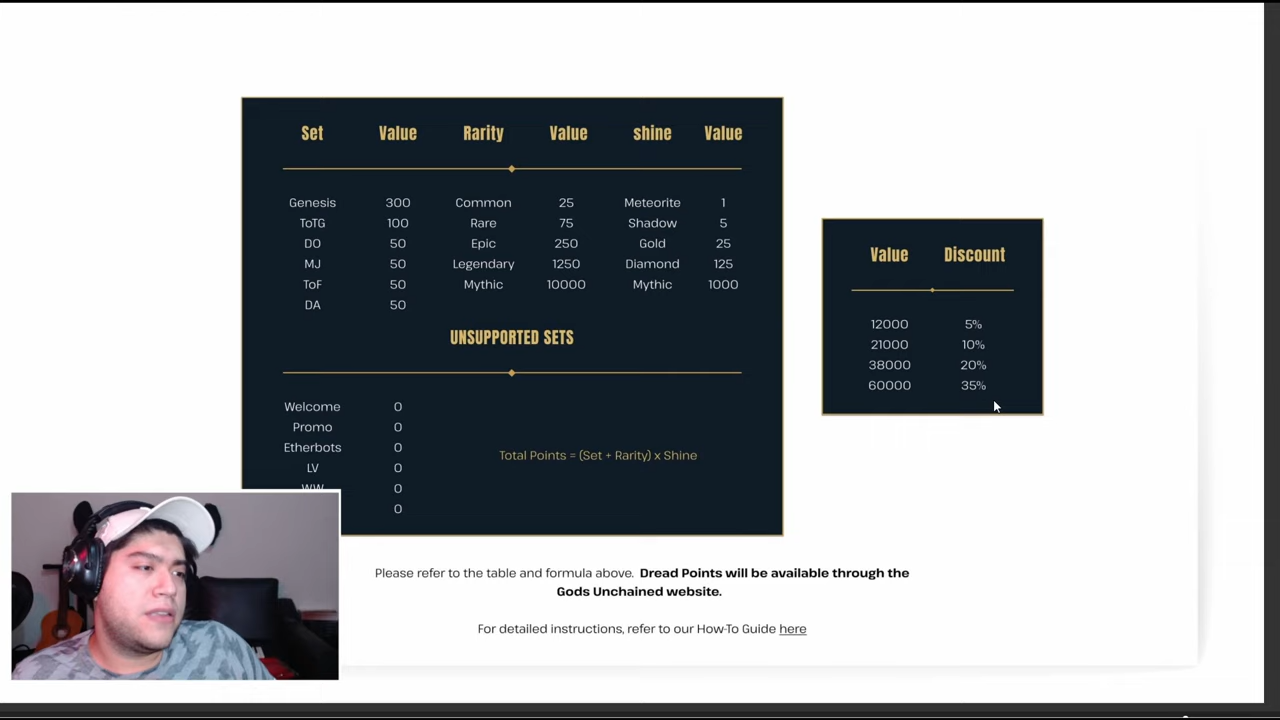 Set Value Rarity Value shine Value
Genesis 300 Common 25 Meteorite 1
ToTG 100 Rare 75 Shadow 5
DO 50 Epic 250 Gold 25
MJ 50 Legendary 1250 Diamond 125
ToF 50 Mythic 10000 Mythic 1000
DA 50
UNSUPPORTED SETS
Welcome 0
Promo 0
Etherbots 0
LV 0
WW 0
0
Total Points = (Set + Rarity) x Shine
Value Discount
12000 5%
21000 10%
38000 20%
60000 35%
Please refer to the table and formula above. Dread Points will be available through the
Gods Unchained website.
For detailed instructions, refer to our How-To Guide here